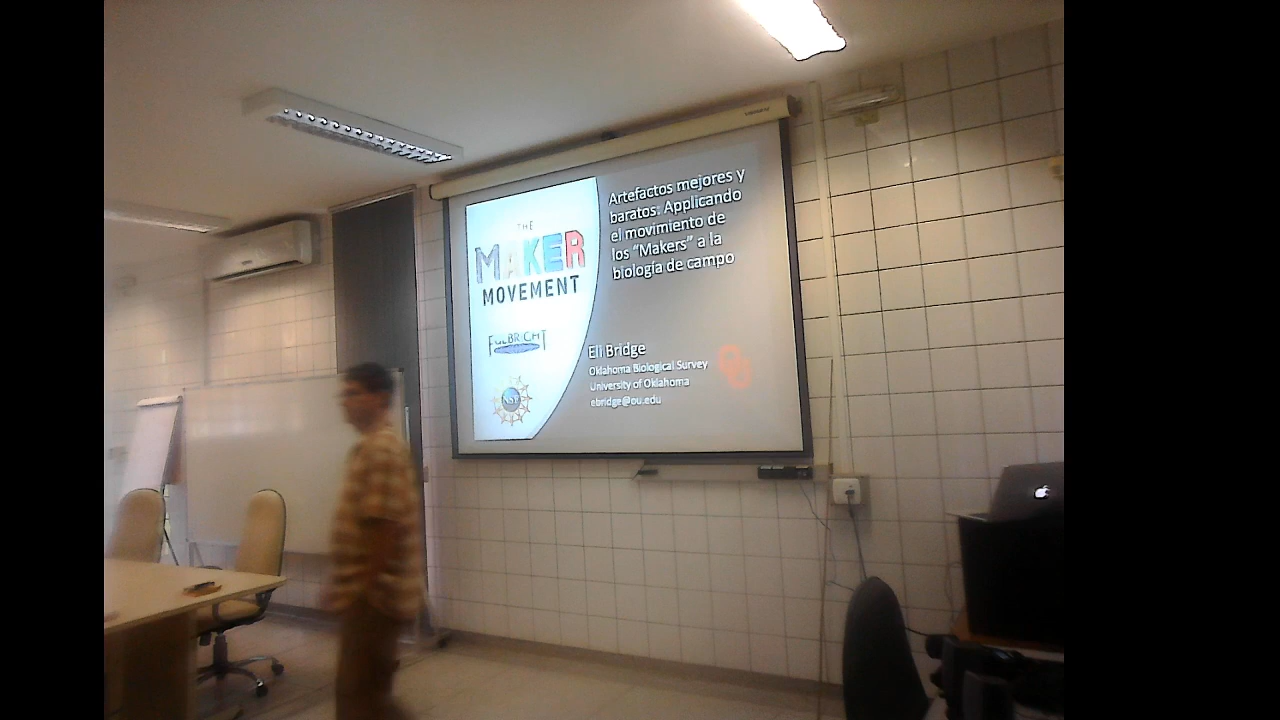 THE
MAKER
MOVEMENT
FULBRIGHT
NSF
Artefactos mejores y
baratos: Applicando
el movimiento de
los “Makers” a la
biología de campo
Eli Bridge
Oklahoma Biological Survey
University of Oklahoma
ebridge@ou.edu